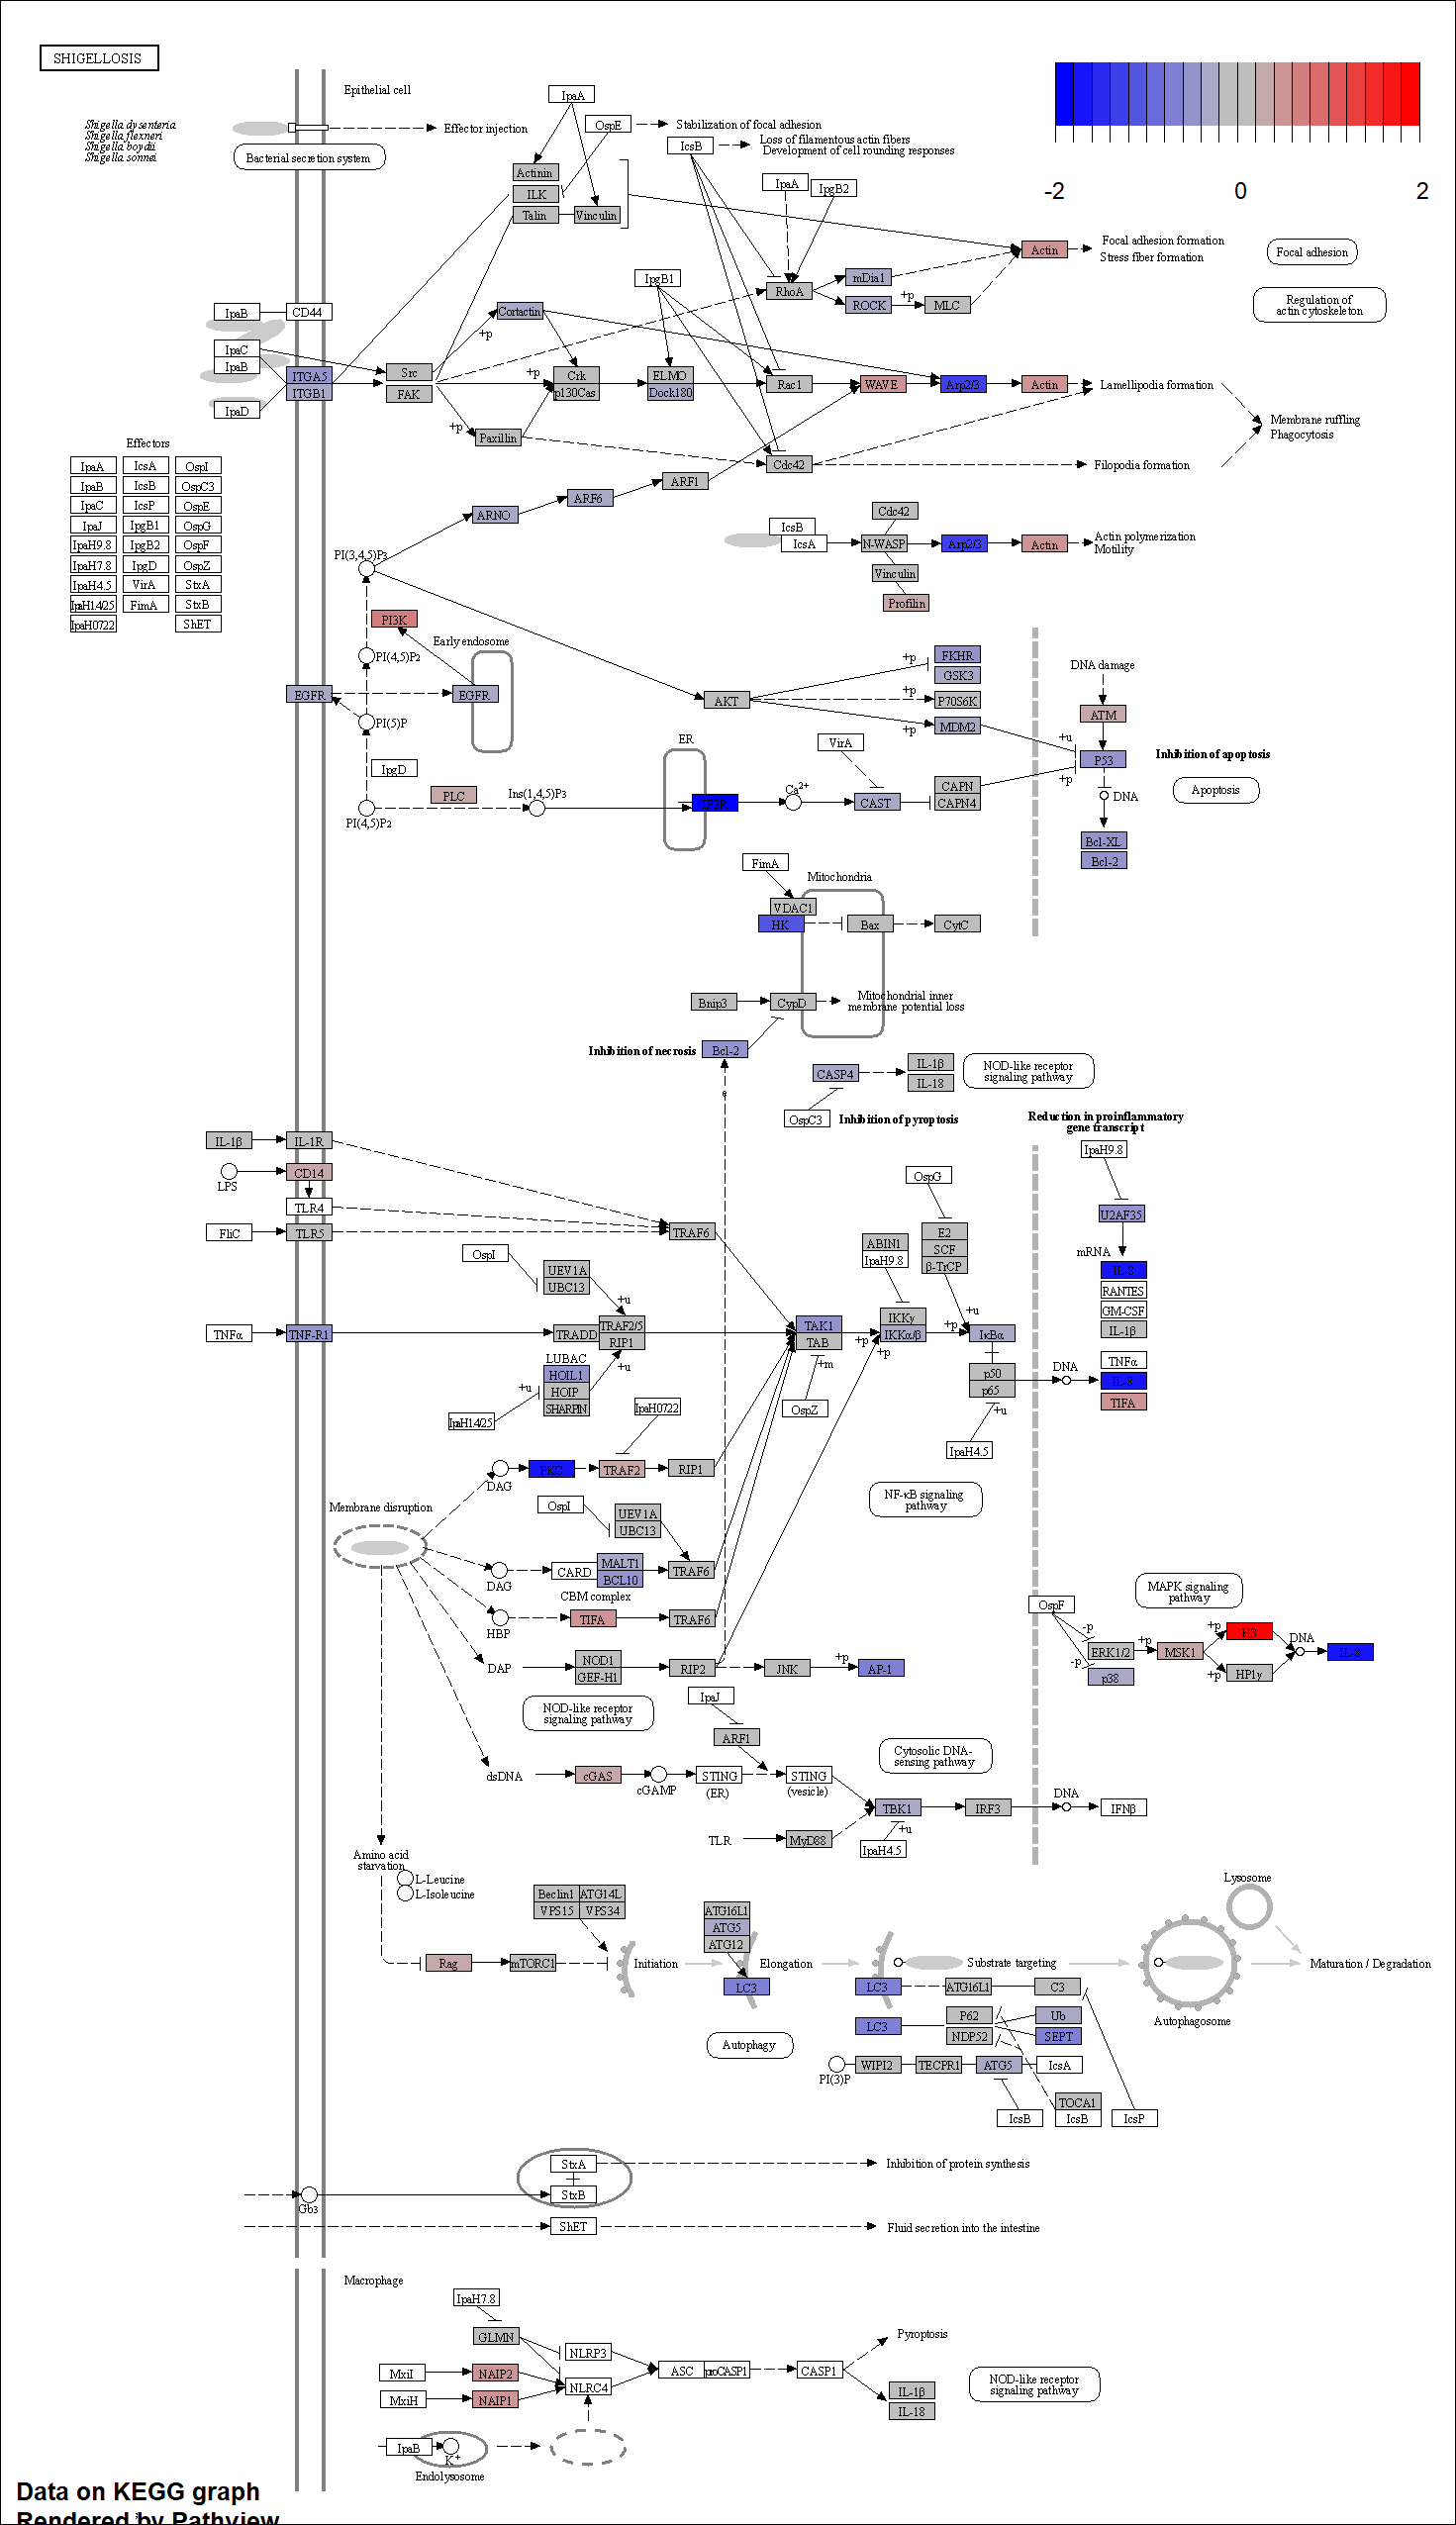 SHIGELLOSIS
-2
0
2
Shigella dysenteria
Shigella flexneri
Shigella boydii
Shigella sonnei
Epithelial cell
Effector injection
Bacterial secretion system
IpaA
OspE
Stabilization of focal adhesion
IcsB
Loss of filamentous actin fibers
Development of cell rounding responses
Actinin
ILK
Talin
Vinculin
IpaA
IpgB2
Actin
Focal adhesion formation
Stress fiber formation
Focal adhesion
IpgB1
RhoA
mDia1
ROCK
+p
MLC
Regulation of
actin cytoskeleton
IpaB
CD44
Cortactin
+p
IpaC
IpaB
IpaD
ITGA5
ITGB1
Src
FAK
+p
Crk
p130Cas
ELMO
Dock180
Rac1
WAVE
Arp2/3
Actin
Lamellipodia formation
Membrane ruffling
Phagocytosis
+p
Paxillin
Cdc42
Filopodia formation
Effectors
IpaA
IcsA
OspI
IpaB
IcsB
OspC3
IpaC
IcsP
OspE
IpaJ
IpgB1
OspG
IpaH9.8
IpgB2
OspF
IpaH7.8
IpgD
OspZ
IpaH4.5
VirA
StxA
IpaH1.4/2.5
FimA
StxB
IpaH0722
ShET
ARNO
ARF6
ARF1
PI(3,4,5)P3
Cdc42
IcsB
IcsA
N-WASP
Arp2/3
Actin
Actin polymerization
Motility
Vinculin
Profilin
PI3K
Early endosome
PI(4,5)P2
EGFR
EGFR
PI(5)P
IpgD
PLC
PI(4,5)P2
Ins(1,4,5)P3
AKT
+p
FKHR
GSK3
+p
P70S6K
+p
MDM2
DNA damage
ATM
+u
P53
+p
Inhibition of apoptosis
Apoptosis
DNA
Bcl-XL
Bcl-2
ER
IP3R
Ca2+
VirA
CAST
CAPN
CAPN4
FimA
Mitochondria
VDAC1
HK
Bax
CytC
Bnip3
CypD
Mitochondrial inner
membrane potential loss
Inhibition of necrosis
Bcl-2
e
CASP4
IL-1β
IL-18
NOD-like receptor
signaling pathway
OspC3
Inhibition of pyroptosis
Reduction in proinflammatory
gene transcript
IL-1β
IL-1R
LPS
CD14
TLR4
FliC
TLR5
TRAF6
OspG
IpaH9.8
U2AF35
mRNA
IL-8
RANTES
GM-CSF
IL-1β
OspI
UEV1A
UBC13
+u
ABIN1
IpaH9.8
E2
SCF
β-TrCP
+u
TNFα
TNF-R1
TRADD
TRAF2/5
RIP1
TAK1
TAB
+p
+p
IKKγ
IKKα/β
+p
IκBα
LUBAC
HOIL1
HOIP
SHARPIN
+u
+u
IpaH1.4/2.5
+m
OspZ
p50
p65
+u
IpaH4.5
DNA
TNFα
IL-8
TIFA
IpaH0722
DAG
PKC
TRAF2
RIP1
NF-κB signaling
pathway
Membrane disruption
OspI
UEV1A
UBC13
DAG
CARD
MALT1
BCL10
CBM complex
TRAF6
HBP
TIFA
TRAF6
DAP
NOD1
GEF-H1
RIP2
JNK
+p
AP-1
NOD-like receptor
signaling pathway
MAPK signaling
pathway
OspF
-p
-p
ERK1/2
p38
+p
MSK1
+p
+p
H3
HP1γ
DNA
IL-8
IpaJ
ARF1
dsDNA
cGAS
cGAMP
STING
(ER)
STING
(vesicle)
Cytosolic DNA-
sensing pathway
TBK1
IRF3
DNA
IFNβ
TLR
MyD88
+u
IpaH4.5
Amino acid
starvation
L-Leucine
L-Isoleucine
Beclin1
ATG14L
VPS15
VPS34
Rag
mTORC1
Initiation
ATG16L1
ATG5
ATG12
LC3
Elongation
Substrate targeting
Lysosome
Maturation / Degradation
Autophagosome
LC3
ATG16L1
C3
P62
NDP52
Ub
SEPT
LC3
Autophagy
PI(3)P
WIPI2
TECPR1
ATG5
IcsA
TOCA1
IcsB
IcsB
IcsP
StxA
StxB
Inhibition of protein synthesis
Gb3
ShET
Fluid secretion into the intestine
Macrophage
IpaH7.8
GLMN
NLRP3
MxiI
NAIP2
MxiH
NAIP1
NLRC4
ASC
proCASP1
CASP1
Pyroptosis
IL-1β
IL-18
NOD-like receptor
signaling pathway
IpaB
K+
Endolysosome
Data on KEGG graph
Rendered by Pathview